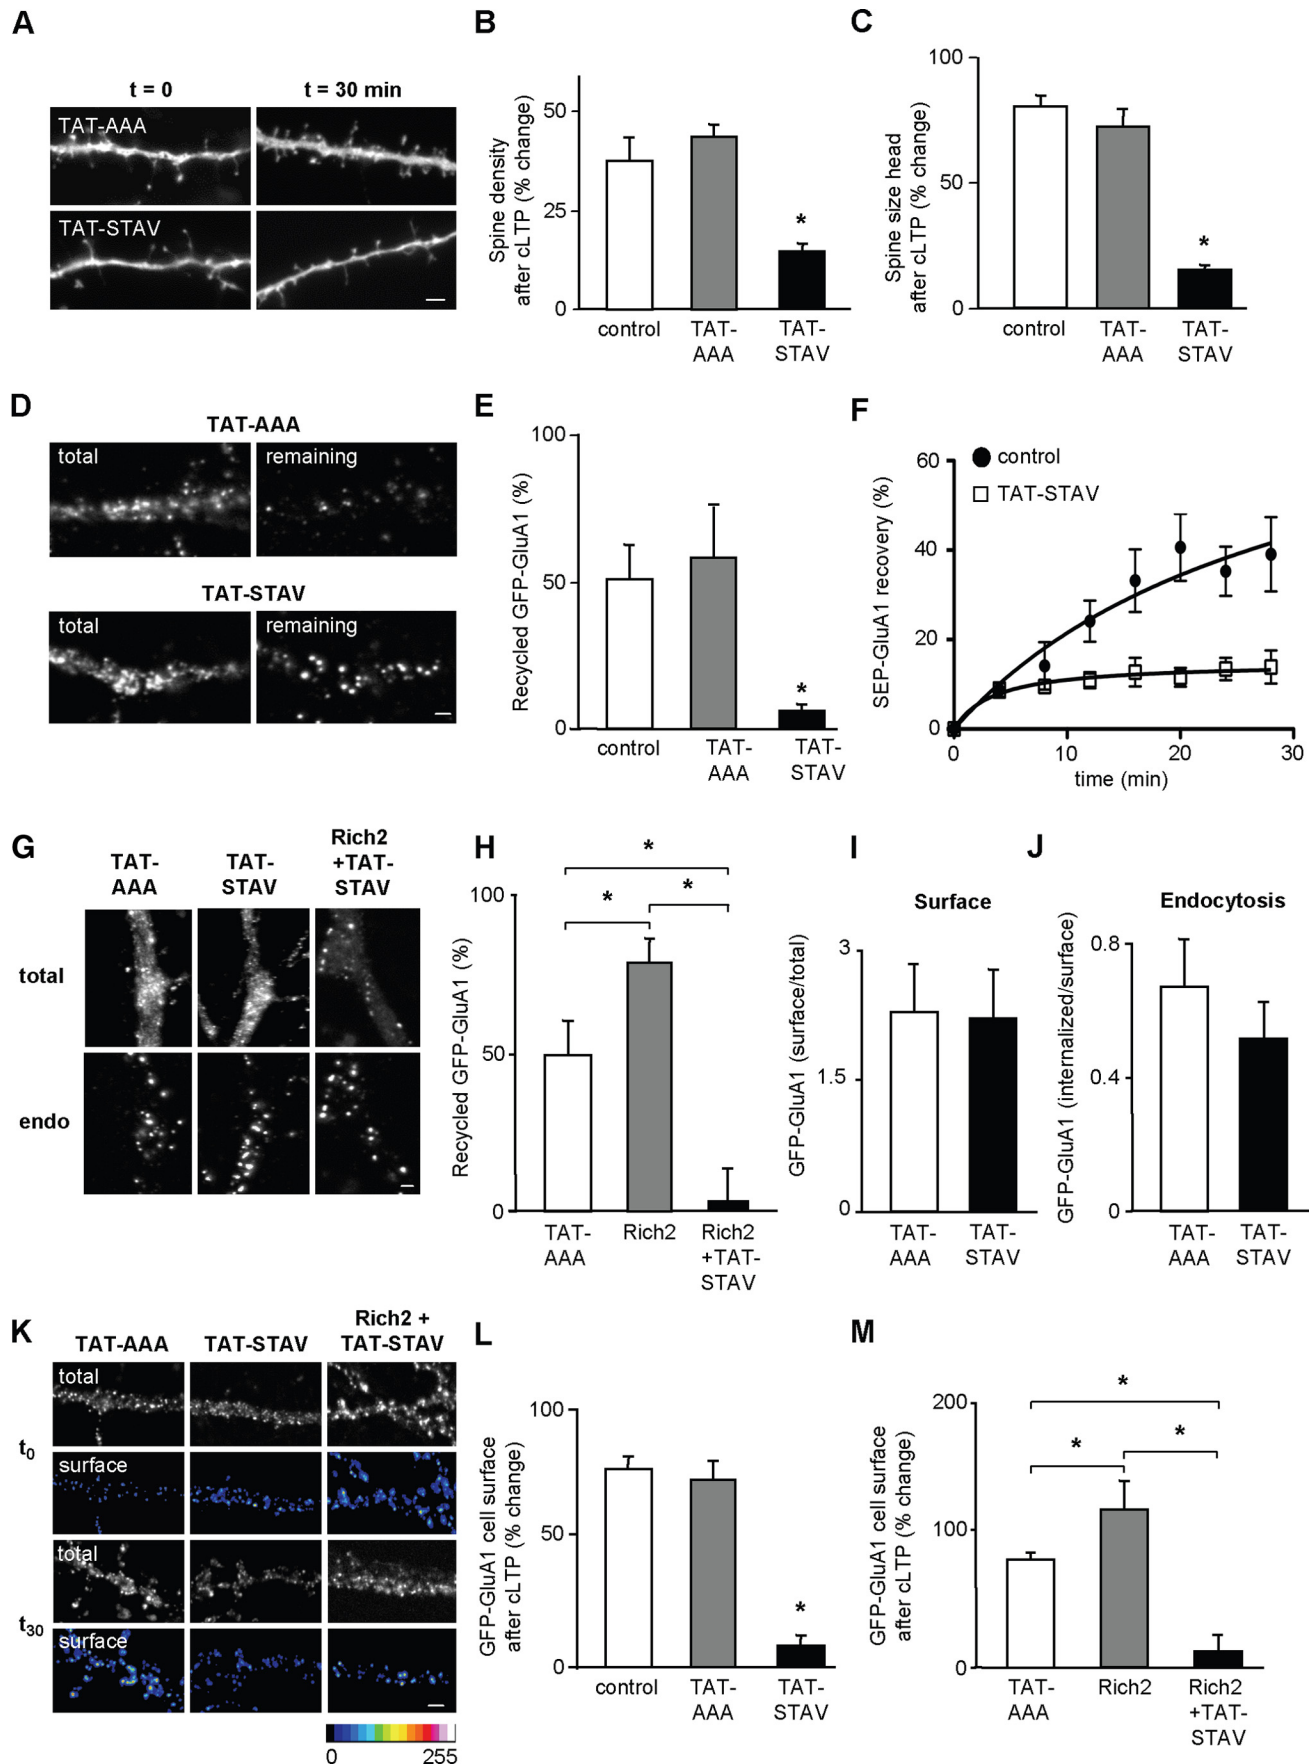 A
t = 0
t = 30 min
TAT-AAA
TAT-STAV
B
Spine density
after cLTP (% change)
50
25
0
*
control
TAT-
AAA
TAT-
STAV
C
Spine size head
after cLTP (% change)
100
50
0
*
control
TAT-
AAA
TAT-
STAV
D
TAT-AAA
total
remaining
TAT-STAV
total
remaining
E
Recycled GFP-GluA1 (%)
100
50
0
*
control
TAT-
AAA
TAT-
STAV
F
SEP-GluA1 recovery (%)
60
40
20
0
control
TAT-STAV
0
10
20
30
time (min)
G
TAT-
AAA
TAT-
STAV
Rich2
+TAT-
STAV
total
endo
H
Recycled GFP-GluA1 (%)
100
50
0
*
*
*
TAT-
AAA
Rich2
Rich2
+TAT-
STAV
I
Surface
GFP-GluA1 (surface/total)
3
1.5
0
TAT-
AAA
TAT-
STAV
J
Endocytosis
GFP-GluA1 (internalized/surface)
0.8
0.4
0
TAT-
AAA
TAT-
STAV
K
TAT-AAA
TAT-STAV
Rich2 +
TAT-STAV
t0
total
surface
t30
total
surface
0
255
L
GFP-GluA1 cell surface
after cLTP (% change)
100
50
0
*
control
TAT-
AAA
TAT-
STAV
M
GFP-GluA1 cell surface
after cLTP (% change)
200
100
0
*
*
*
TAT-
AAA
Rich2
Rich2
+TAT-
STAV